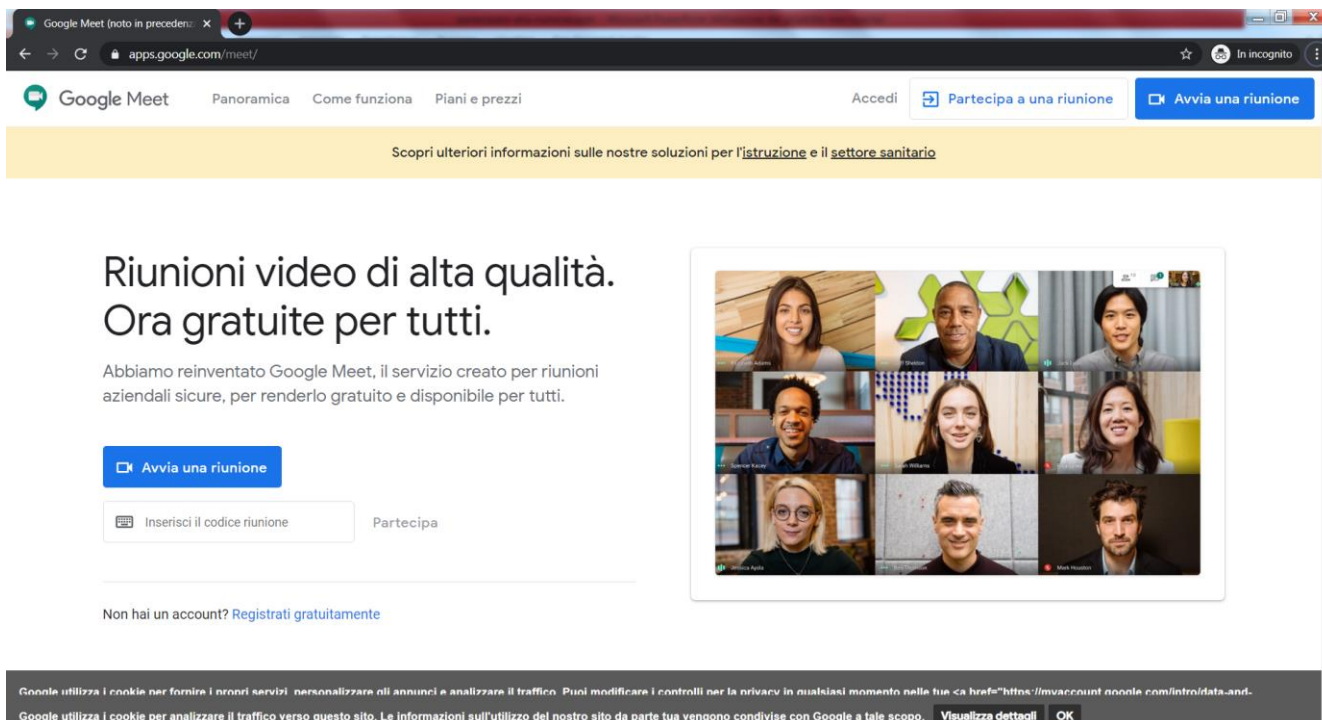 Google Meet (noto in precedenz
apps.google.com/meet/
In incognito
Google Meet
Panoramica
Come funziona
Piani e prezzi
Accedi
Partecipa a una riunione
Avvia una riunione
Scopri ulteriori informazioni sulle nostre soluzioni per l'istruzione e il settore sanitario
Riunioni video di alta qualità.
Ora gratuite per tutti.
Abbiamo reinventato Google Meet, il servizio creato per riunioni
aziendali sicure, per renderlo gratuito e disponibile per tutti.
Avvia una riunione
Inserisci il codice riunione
Partecipa
Non hai un account? Registrati gratuitamente
Spencer Kacey
Williams
Jessica Apila
Mark Houston
Google utilizza i cookie per fornire i propri servizi, personalizzare gli annunci e analizzare il traffico. Puoi modificare i controlli per la privacy in qualsiasi momento nelle tue <a href="https://myaccount.google.com/intro/data-and-
Google utilizza i cookie per analizzare il traffico verso questo sito. Le informazioni sull'utilizzo del nostro sito da parte tua vengono condivise con Google a tale scopo. Visualizza dettagli OK